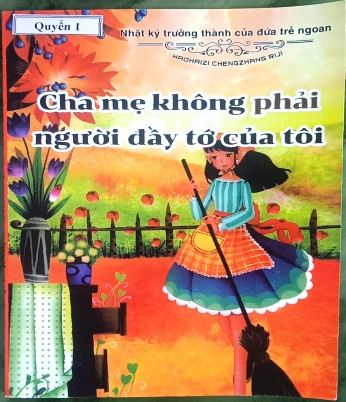 Quyển 1
Nhật ký trưởng thành của đứa trẻ ngoan
HAOHAIZI CHENGZHANG RIJI
Cha mẹ không phải
người đầy tớ của tôi